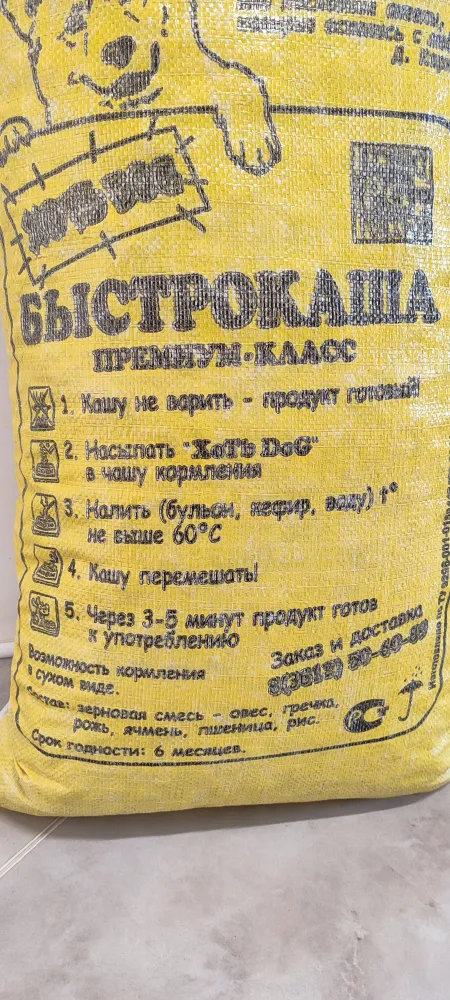 ХОТЬ DOG
БЫСТРОКАША
ПРЕМИУМ-КЛАСС
1. Кашу не варить - продукт готовый!
2. Насыпать "ХоТЬ DoG"
в чашу кормления
3. Налить (бульон, кефир, воду) t°
не выше 60°С
4. Кашу перемешать!
5. Через 3-5 минут продукт готов
к употреблению
Возможность кормления
в сухом виде.
Заказ и доставка
Состав: зерновая смесь - овес, гречка,
рожь, ячмень, пшеница, рис.
Срок годности: 6 месяцев.